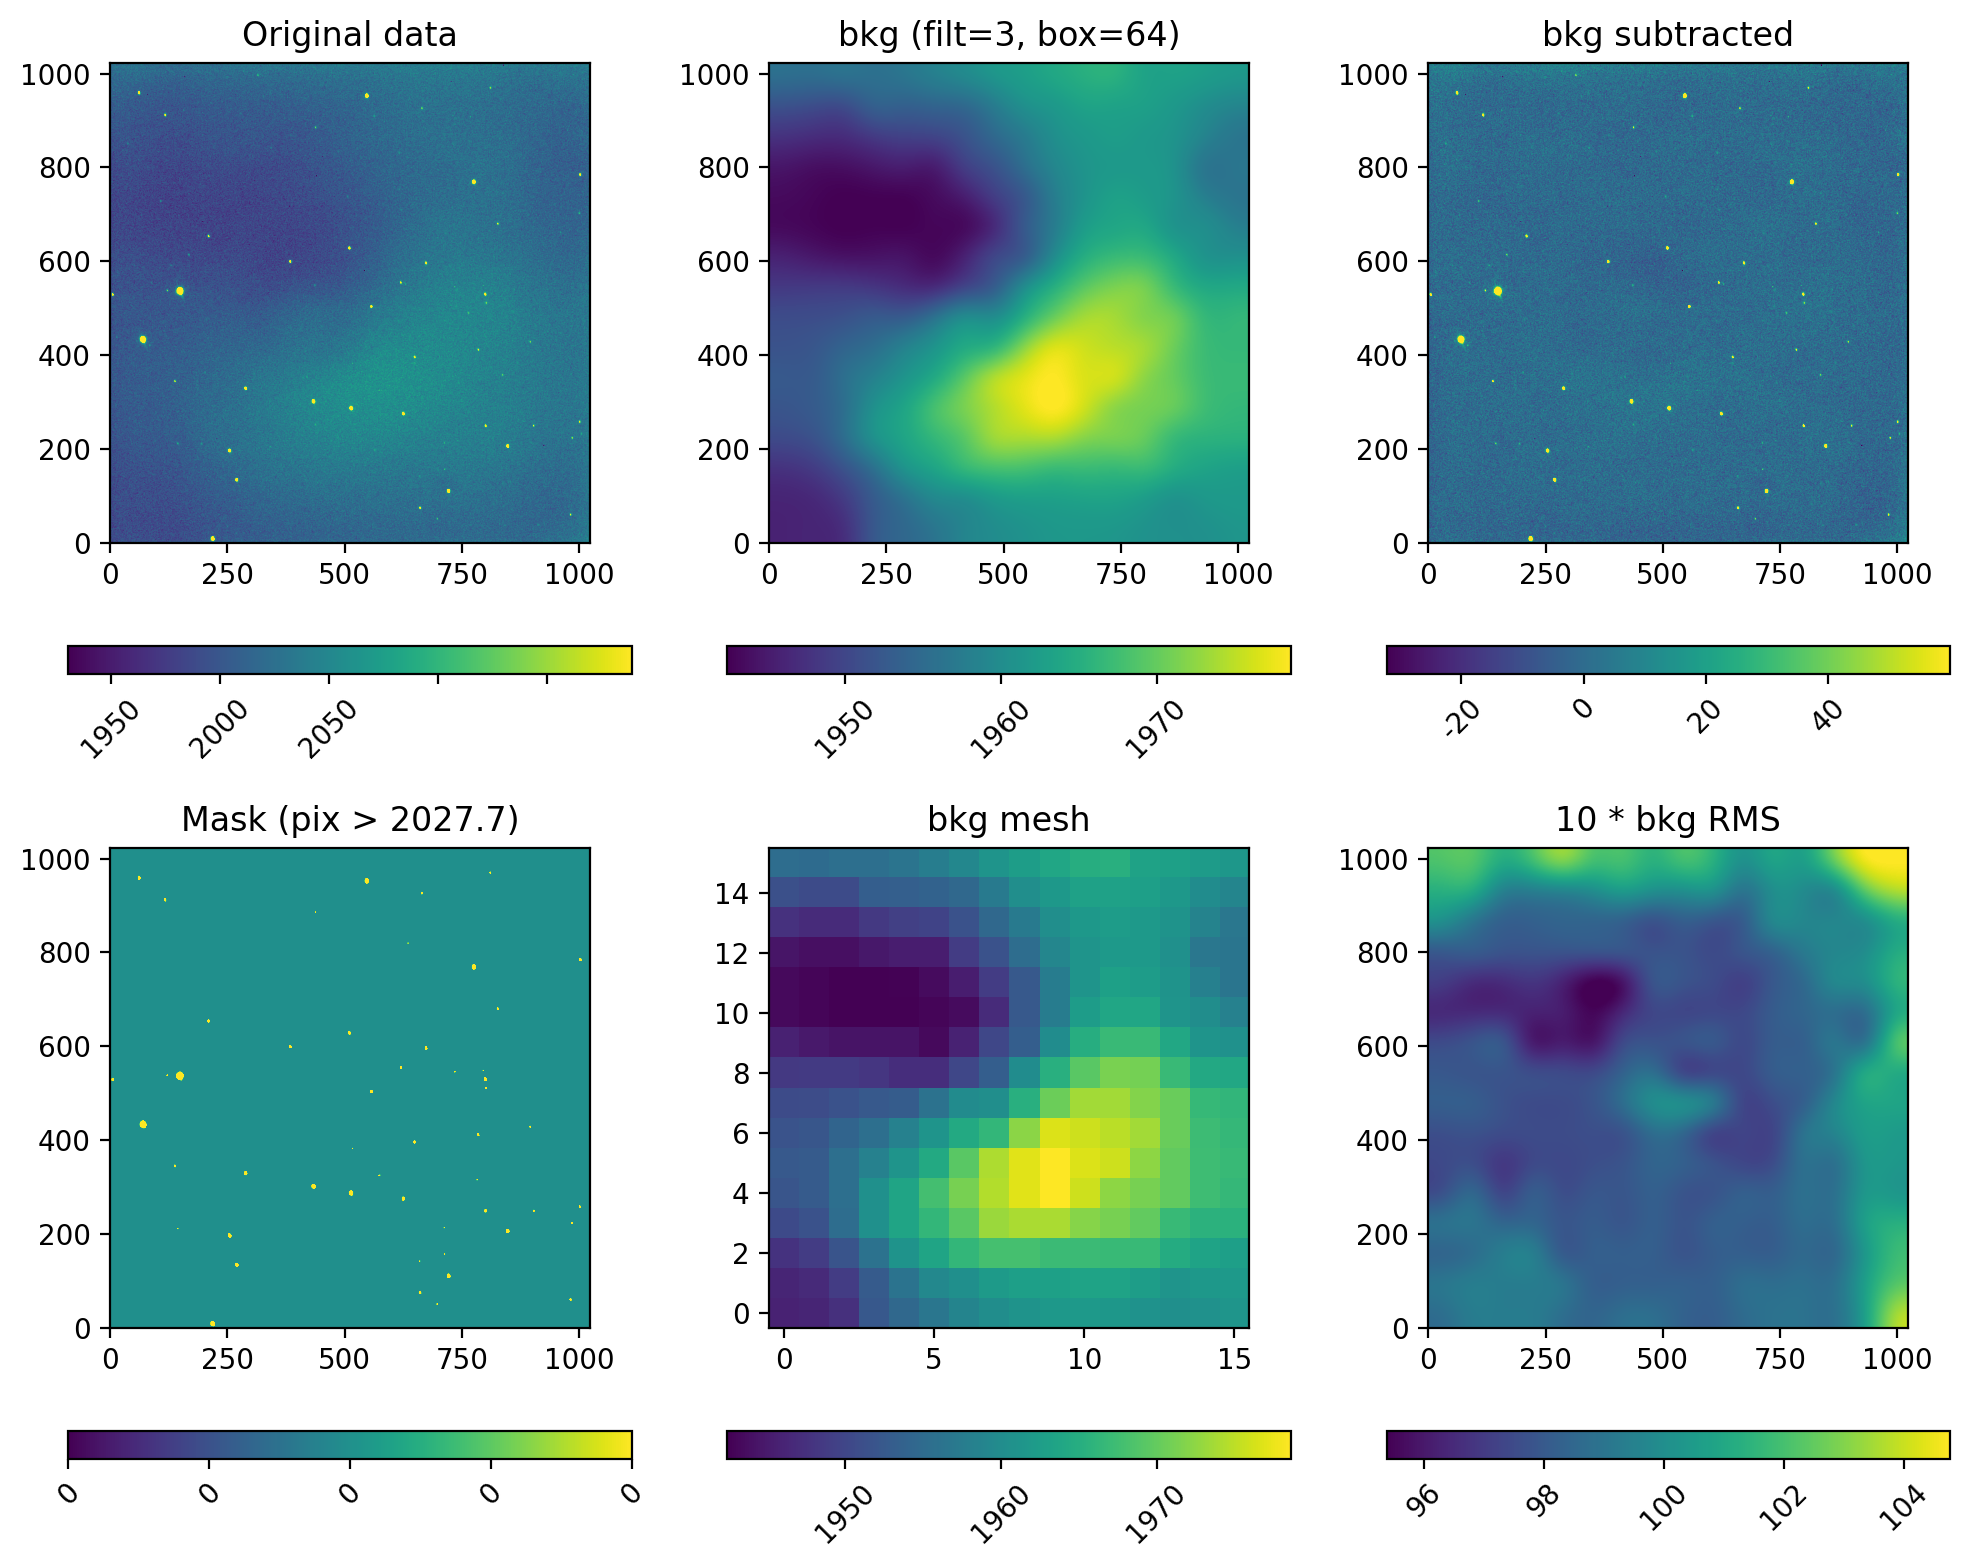 Original data
bkg (filt=3, box=64)
bkg subtracted
1000
800
600
400
200
0
0 250 500 750 1000
1000
800
600
400
200
0
0 250 500 750 1000
1000
800
600
400
200
0
0 250 500 750 1000
1950 2000 2050
1950 1960 1970
-20 0 20 40
Mask (pix > 2027.7)
bkg mesh
10 * bkg RMS
1000
800
600
400
200
0
0 250 500 750 1000
14
12
10
8
6
4
2
0
0 5 10 15
1000
800
600
400
200
0
0 250 500 750 1000
0 0 0 0 0
1950 1960 1970
96 98 100 102 104